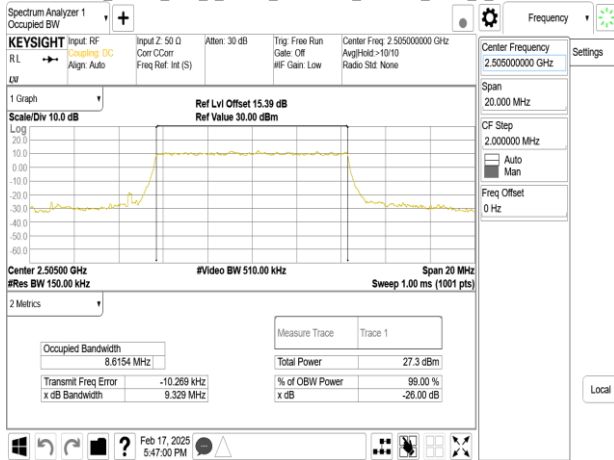 Spectrum Analyzer 1
Occupied BW
+
Frequency
KEYSIGHT
Input: RF
Coupling: DC
Align: Auto
Input Z: 50 Ω
Corr CCorr
Freq Ref: Int (S)
Atten: 30 dB
Trig: Free Run
Gate: Off
#IF Gain: Low
Center Freq: 2.505000000 GHz
Avg|Hold:>10/10
Radio Std: None
RL
LXI
1 Graph
Ref Lvl Offset 15.39 dB
Scale/Div 10.0 dB
Ref Value 30.00 dBm
Log
20.0
10.0
0.00
-10.0
-20.0
-30.0
-40.0
-50.0
-60.0
Center 2.50500 GHz
#Video BW 510.00 kHz
Span 20 MHz
#Res BW 150.00 kHz
Sweep 1.00 ms (1001 pts)
2 Metrics
Measure Trace
Trace 1
Occupied Bandwidth
8.6154 MHz
Total Power
27.3 dBm
Transmit Freq Error
-10.269 kHz
% of OBW Power
99.00 %
x dB Bandwidth
9.329 MHz
x dB
-26.00 dB
Center Frequency
2.505000000 GHz
Settings
Span
20.000 MHz
CF Step
2.000000 MHz
Auto
Man
Freq Offset
0 Hz
Local
?
Feb 17, 2025
5:47:00 PM